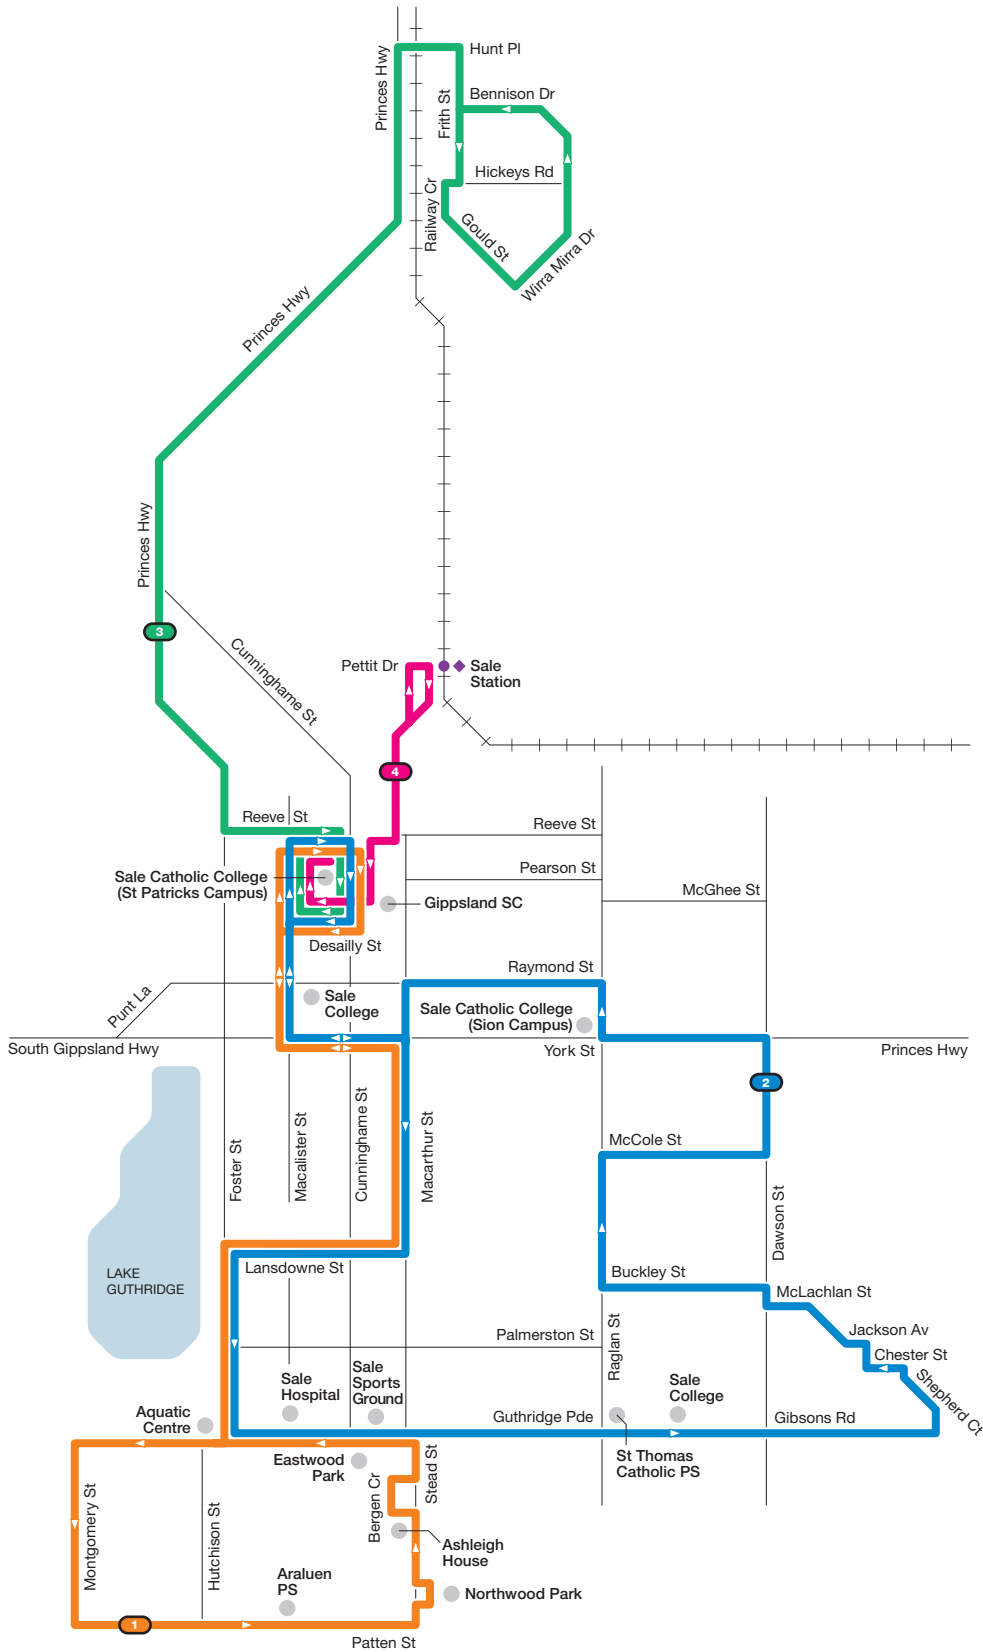 Hunt Pl
Princes Hwy
Bennison Dr
Frith St
Hickeys Rd
Railway Cr
Gould St
Wirra Mirra Dr
Princes Hwy
Princes Hwy
3
Cunninghame St
Pettit Dr
Sale
Station
4
Reeve St
Reeve St
Pearson St
Sale Catholic College
(St Patricks Campus)
McGhee St
Gippsland SC
Desailly St
Raymond St
Punt La
Sale
College
Sale Catholic College
(Sion Campus)
South Gippsland Hwy
York St
Princes Hwy
2
Foster St
Macalister St
Cunninghame St
Macarthur St
McCole St
Dawson St
LAKE
GUTHRIDGE
Lansdowne St
Buckley St
McLachlan St
Palmerston St
Raglan St
Jackson Av
Chester St
Shepherd Ct
Sale
Hospital
Sale
Sports
Ground
Sale
College
Aquatic
Centre
Guthridge Pde
Gibsons Rd
Eastwood
Park
Stead St
St Thomas
Catholic PS
Montgomery St
Hutchison St
Bergen Cr
Ashleigh
House
Araluen
PS
Northwood Park
1
Patten St